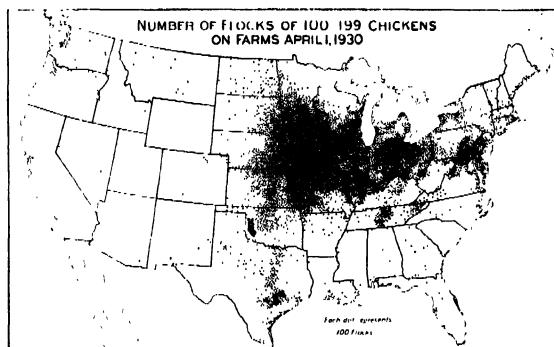 NUMBER OF FLOCKS OF 100 199 CHICKENS
ON FARMS APRIL 1, 1930
Each dot represents
100 Flocks